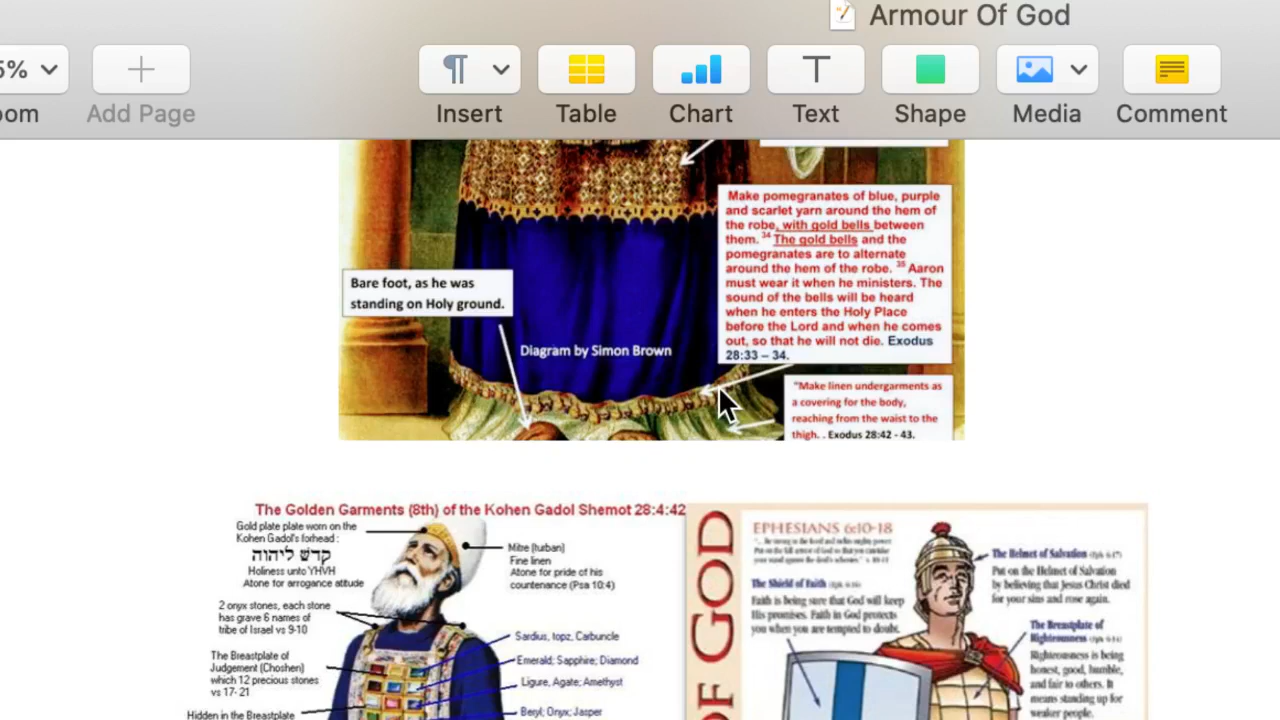 Armour Of God
5%
oom
Add Page
Insert
Table
Chart
Text
Shape
Media
Comment
Make pomegranates of blue, purple
and scarlet yarn around the hem of
the robe, with gold bells between
them. 34 The gold bells and the
pomegranates are to alternate
around the hem of the robe. 35 Aaron
must wear it when he ministers. The
sound of the bells will be heard
when he enters the Holy Place
before the Lord and when he comes
out, so that he will not die. Exodus
28:33 – 34.
Bare foot, as he was
standing on Holy ground.
Diagram by Simon Brown
"Make linen undergarments as
a covering for the body,
reaching from the waist to the
thigh. . Exodus 28:42 - 43.
The Golden Garments (8th) of the Kohen Gadol Shemot 28:4:42
Gold plate plate worn on the
Kohen Gadol's forhead :
קדש ליהוה
Holiness unto YHVH
Atone for arrogance attitude
Mitre (turban)
Fine linen
Atone for pride of his
countenance (Psa 10:4)
2 onyx stones, each stone
has grave 6 names of
tribe of Israel vs 9-10
The Breastplate of
Judgement (Choshen)
which 12 precious stones
vs 17- 21
Hidden in the Breastplate
Sardius, topz, Carbuncle
Emerald; Sapphire; Diamond
Ligure, Agate; Amethyst
Beryl; Onyx; Jasper
OF GOD
EPHESIANS 6:10-18
The Shield of Faith
Faith is being sure that God will keep
His promises. Faith in God protects
you when you are tempted to doubt.
The Helmet of Salvation
Put on the Helmet of Salvation
by believing that Jesus Christ died
for your sins and rose again.
The Breastplate of
Righteousness
Righteousness is being
honest, good, humble,
and fair to others. It
means standing up for
weaker people.